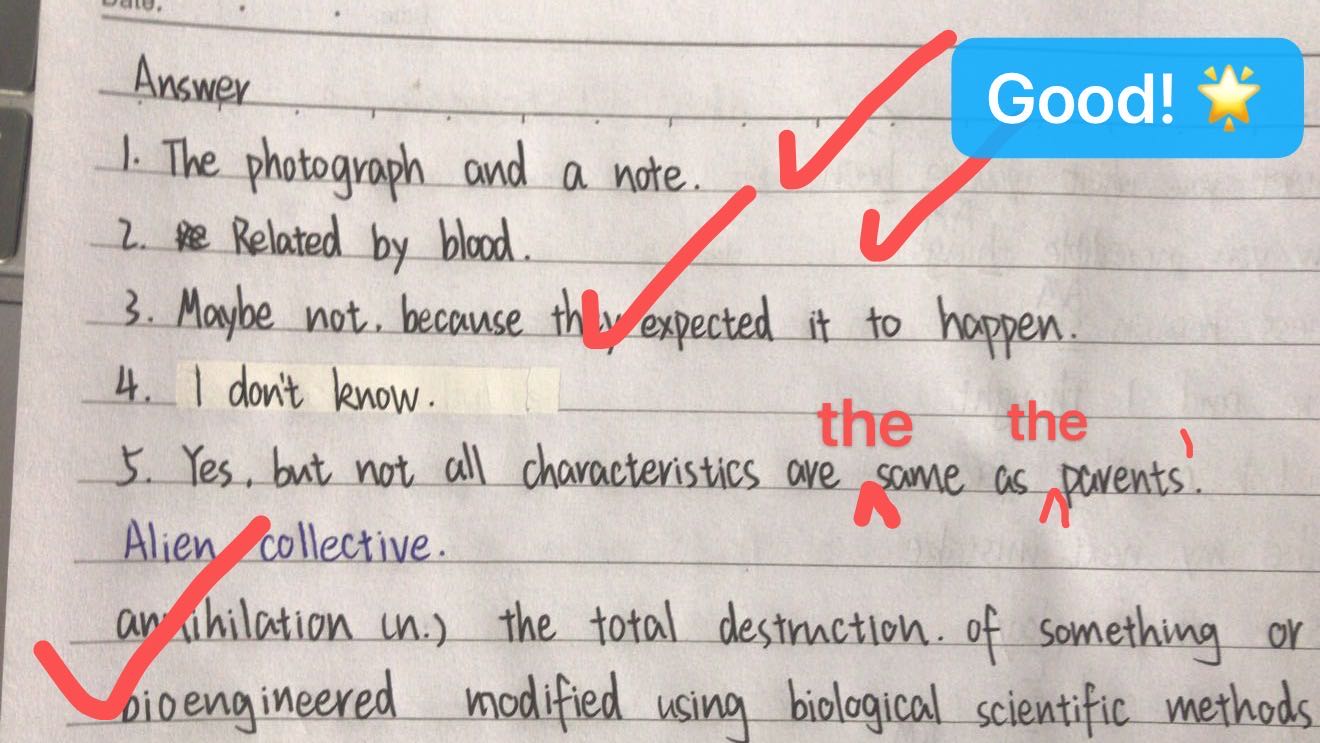 Date.
Good! 🌟
Answer
1. The photograph and a note.
2. Related by blood.
3. Maybe not. because they expected it to happen.
4. I don't know.
the the '
5. Yes, but not all characteristics are same as parents'.
Alien collective.
annihilation (n.) the total destruction. of something or
bioengineered modified using biological scientific methods